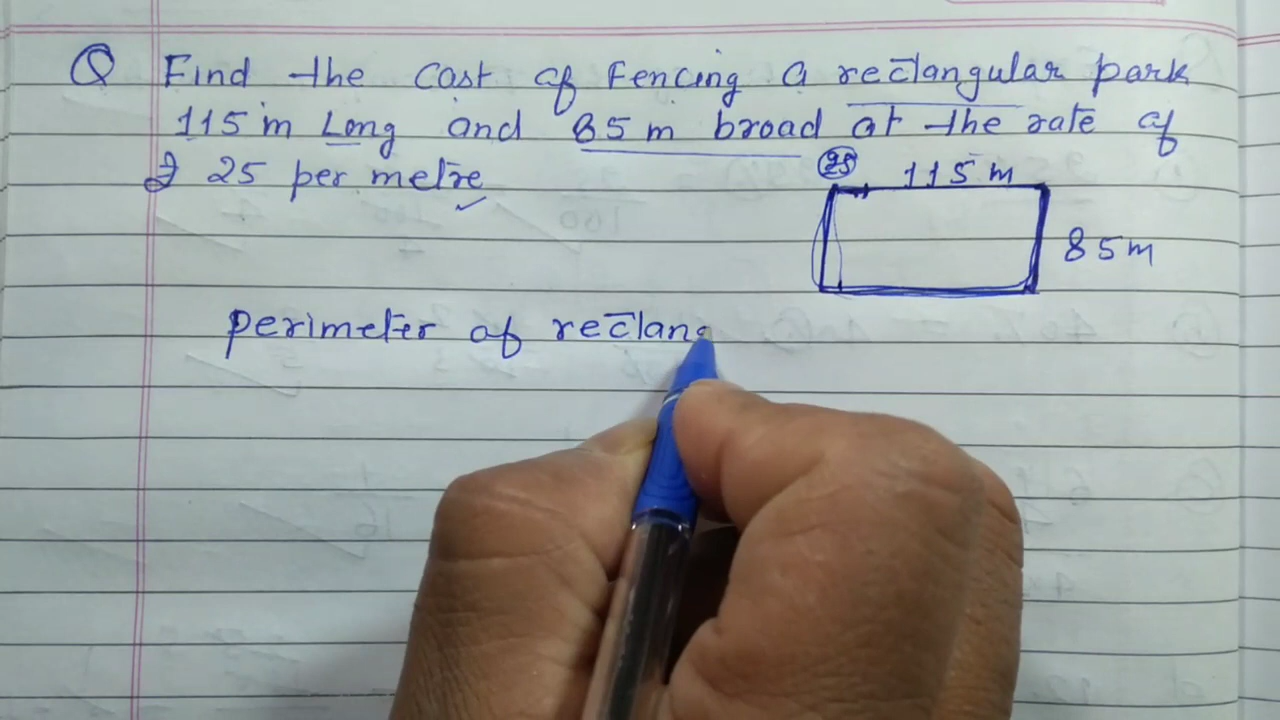 Q Find the cost of Fencing a rectangular park
115 m Long and 85 m broad at the rate of
₹ 25 per metre
25 115 m
85 m
perimeter of rectang